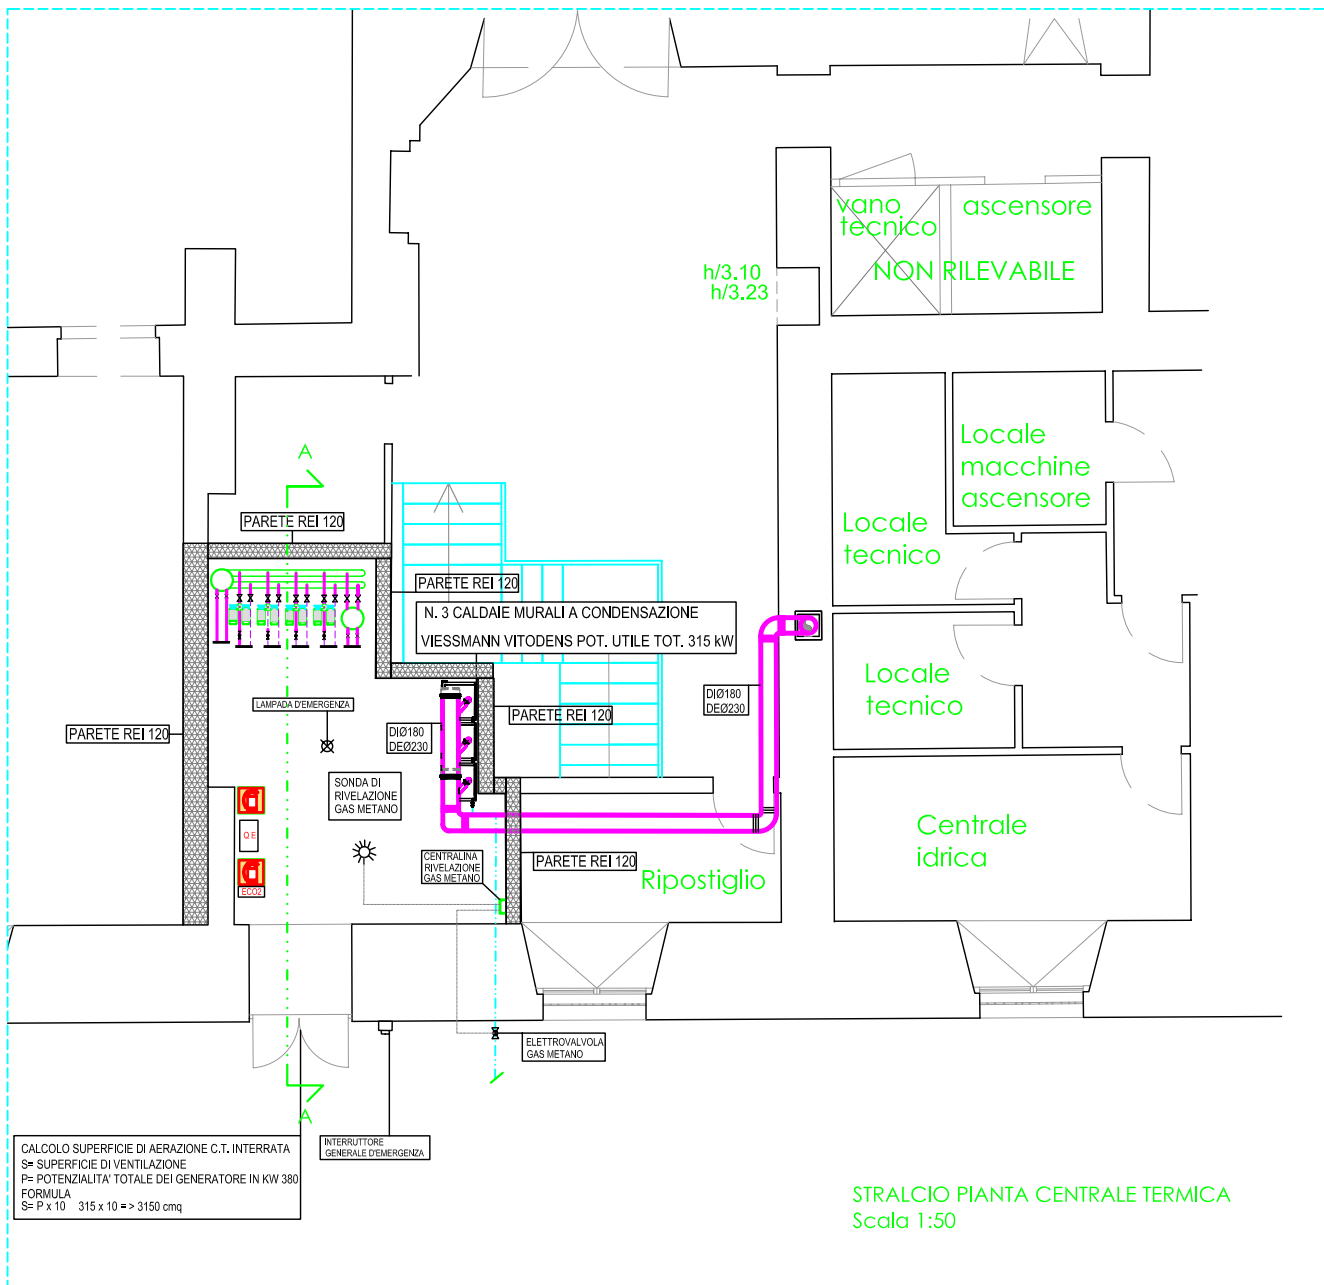 vano
tecnico
ascensore
NON RILEVABILE
h/3.10
h/3.23
Locale
macchine
ascensore
A
PARETE REI 120
Locale
tecnico
PARETE REI 120
N. 3 CALDAIE MURALI A CONDENSAZIONE
VIESSMANN VITODENS POT. UTILE TOT. 315 kW
Locale
tecnico
LAMPADA D'EMERGENZA
DIØ180
DEØ230
PARETE REI 120
PARETE REI 120
DIØ180
DEØ230
SONDA DI
RIVELAZIONE
GAS METANO
Q.E
Centrale
idrica
CENTRALINA
RIVELAZIONE
GAS METANO
PARETE REI 120
Ripostiglio
ECO2
ELETTROVALVOLA
GAS METANO
A
CALCOLO SUPERFICIE DI AERAZIONE C.T. INTERRATA
S= SUPERFICIE DI VENTILAZIONE
P= POTENZIALITA' TOTALE DEI GENERATORE IN KW 380
FORMULA
S= P x 10 315 x 10 = > 3150 cmq
INTERRUTTORE
GENERALE D'EMERGENZA
STRALCIO PIANTA CENTRALE TERMICA
Scala 1:50